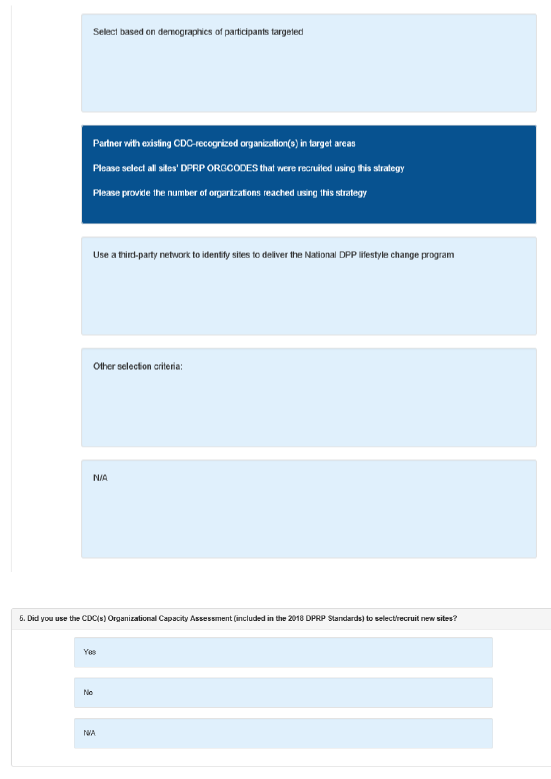 Select based on demographics of participants targeted
Partner with existing CDC-recognized organization(s) in target areas
Please select all sites' DPRP ORGCODES that were recruited using this strategy
Please provide the number of organizations reached using this strategy
Use a third-party network to identify sites to deliver the National DPP lifestyle change program
Other selection criteria:
N/A
5. Did you use the CDC(s) Organizational Capacity Assessment (included in the 2018 DPRP Standards) to select/recruit new sites?
Yes
No
N/A